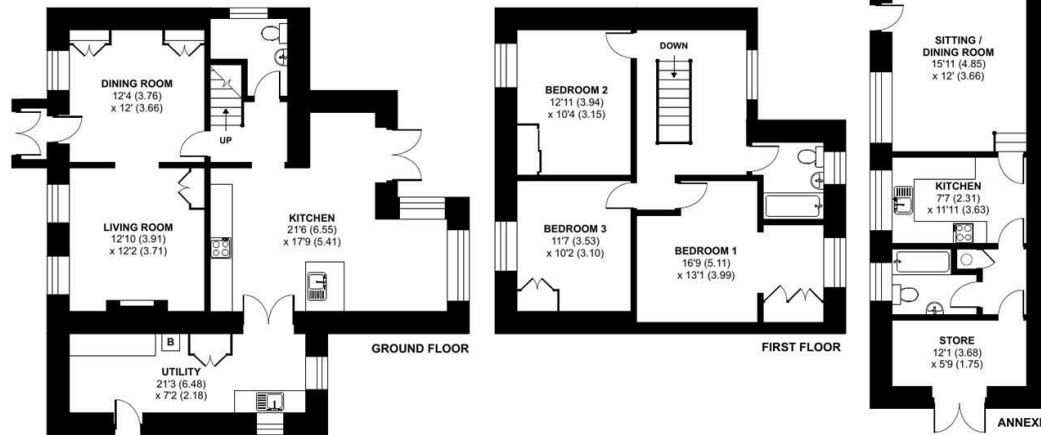 DINING ROOM
12'4 (3.76)
x 12' (3.66)
UP
LIVING ROOM
12'10 (3.91)
x 12'2 (3.71)
KITCHEN
21'6 (6.55)
x 17'9 (5.41)
B
UTILITY
21'3 (6.48)
x 7'2 (2.18)
GROUND FLOOR
DOWN
BEDROOM 2
12'11 (3.94)
x 10'4 (3.15)
BEDROOM 3
11'7 (3.53)
x 10'2 (3.10)
BEDROOM 1
16'9 (5.11)
x 13'1 (3.99)
FIRST FLOOR
SITTING /
DINING ROOM
15'11 (4.85)
x 12' (3.66)
KITCHEN
7'7 (2.31)
x 11'11 (3.63)
STORE
12'1 (3.68)
x 5'9 (1.75)
ANNEXE